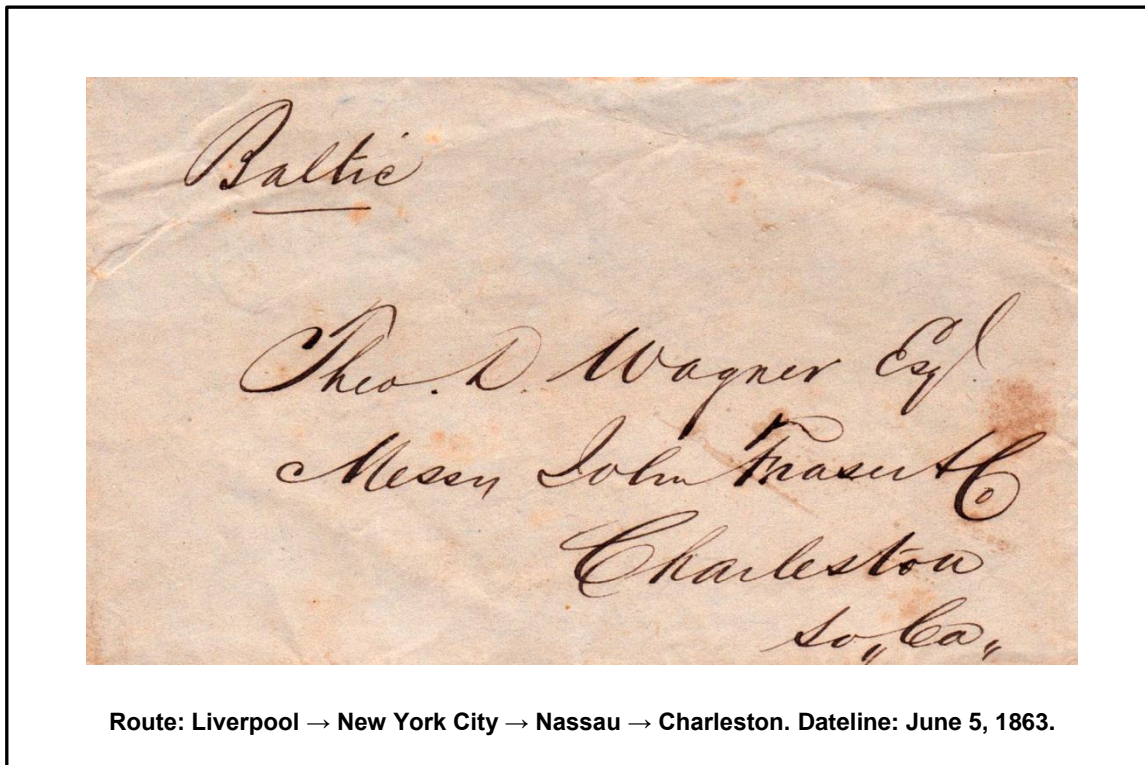 Baltic
Theo. D. Wagner Esq
Messrs John Fraser & Co
Charleston
So,, Ca,,
Route: Liverpool → New York City → Nassau → Charleston. Dateline: June 5, 1863.